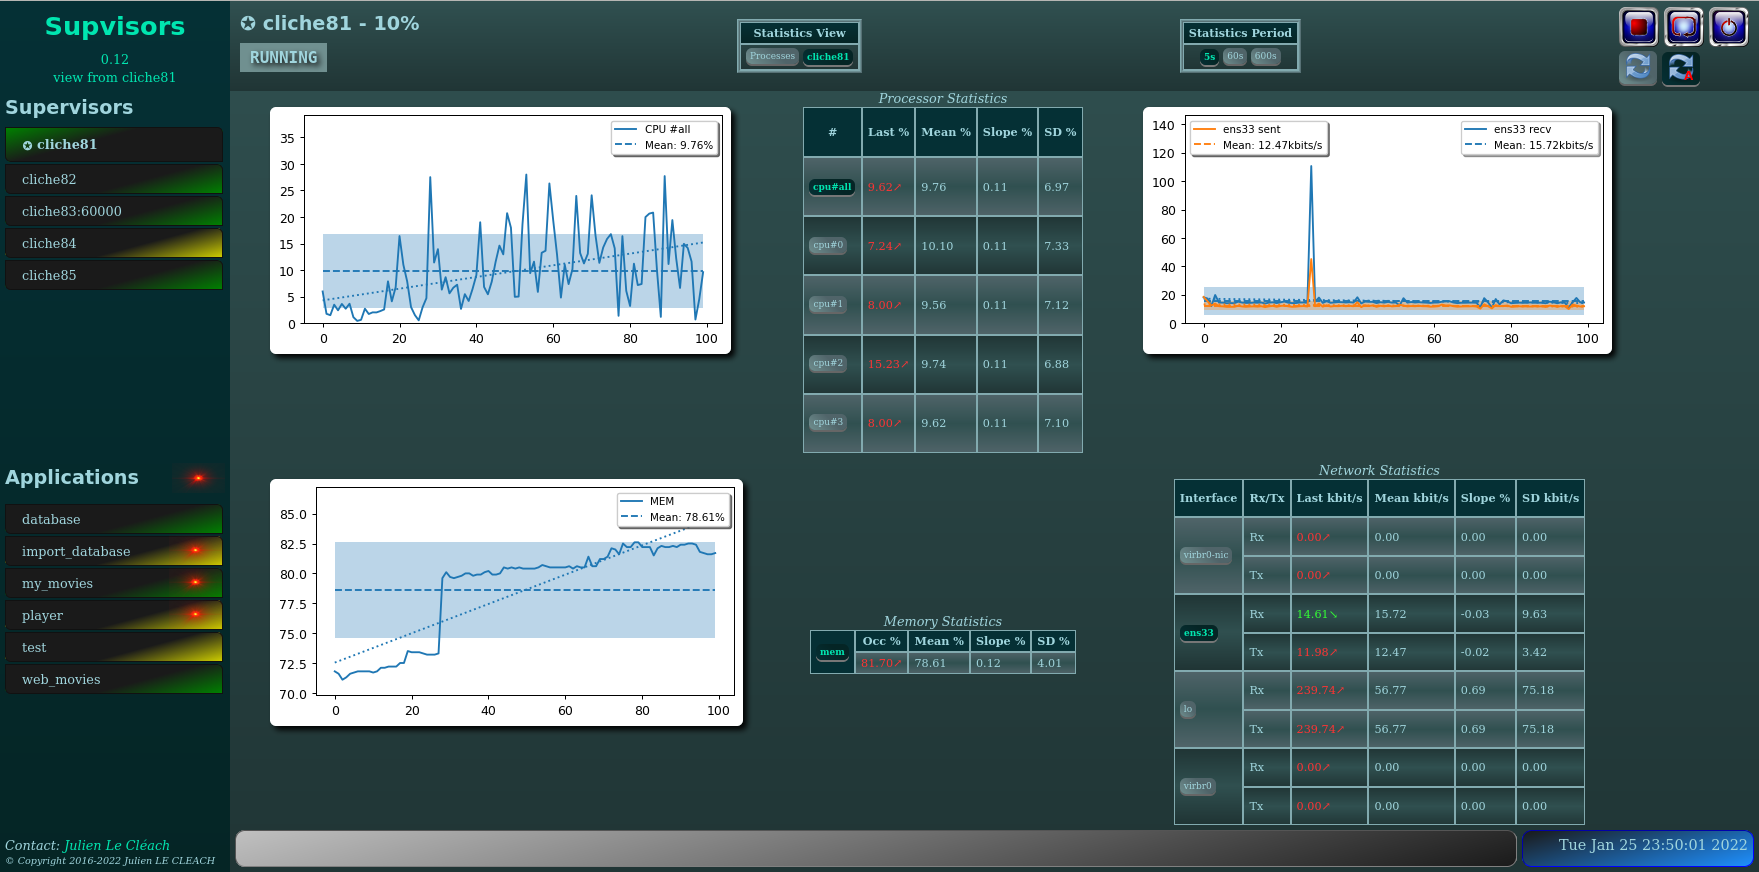 Supvisors
0.12
view from cliche81
Supervisors
✪ cliche81
cliche82
cliche83:60000
cliche84
cliche85
Applications
database
import_database
my_movies
player
test
web_movies
Contact: Julien Le Cléach
© Copyright 2016-2022 Julien LE CLEACH
✪ cliche81 - 10%
RUNNING
Statistics View
Processes cliche81
Statistics Period
5s 60s 600s
CPU #all
Mean: 9.76%
35
30
25
20
15
10
5
0
0 20 40 60 80 100
Processor Statistics
# Last % Mean % Slope % SD %
cpu#all 9.62↗ 9.76 0.11 6.97
cpu#0 7.24↗ 10.10 0.11 7.33
cpu#1 8.00↗ 9.56 0.11 7.12
cpu#2 15.23↗ 9.74 0.11 6.88
cpu#3 8.00↗ 9.62 0.11 7.10
ens33 sent
Mean: 12.47kbits/s
ens33 recv
Mean: 15.72kbits/s
140
120
100
80
60
40
20
0
0 20 40 60 80 100
MEM
Mean: 78.61%
85.0
82.5
80.0
77.5
75.0
72.5
70.0
0 20 40 60 80 100
Memory Statistics
mem Occ % Mean % Slope % SD %
81.70↗ 78.61 0.12 4.01
Network Statistics
Interface Rx/Tx Last kbit/s Mean kbit/s Slope % SD kbit/s
virbr0-nic Rx 0.00↗ 0.00 0.00 0.00
Tx 0.00↗ 0.00 0.00 0.00
ens33 Rx 14.61↘ 15.72 -0.03 9.63
Tx 11.98↗ 12.47 -0.02 3.42
lo Rx 239.74↗ 56.77 0.69 75.18
Tx 239.74↗ 56.77 0.69 75.18
virbr0 Rx 0.00↗ 0.00 0.00 0.00
Tx 0.00↗ 0.00 0.00 0.00
Tue Jan 25 23:50:01 2022